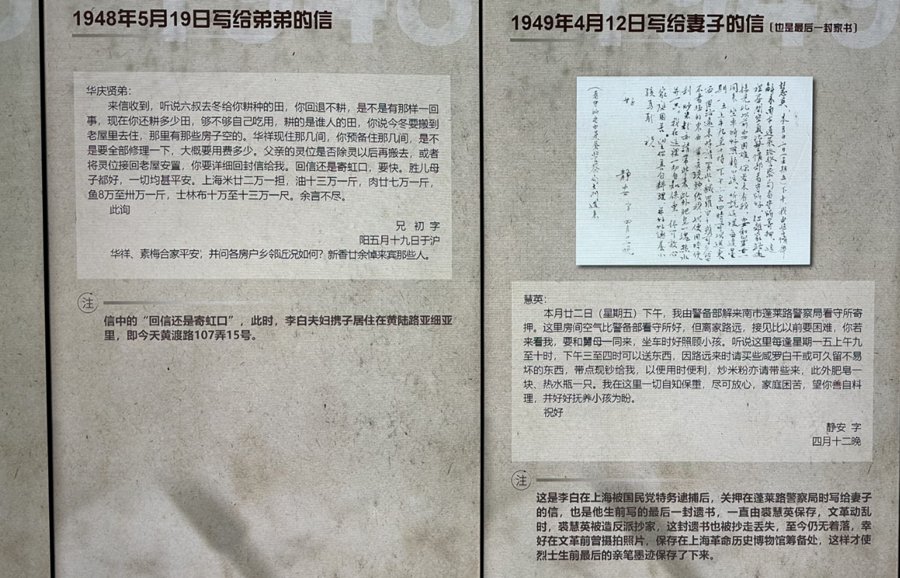 1948年5月19日写给弟弟的信
华庆贤弟：
来信收到，听说六叔去冬给你耕种的田，你回退不耕，是不是有那样一回
事，现在你还耕多少田，够不够自己吃用，耕的是谁人的田，你说今冬要搬到
老屋里去住，那里有那些房子空的。华祥现住那几间，你预备住那几间，是不
是要全部修理一下，大概要用费多少。父亲的灵位是否除灵以后再搬去，或者
将灵位接回老屋安置，你要详细回封信给我。回信还是寄虹口，要快。胜儿母
子都好，一切均甚平安。上海米廿二万一担，油十三万一斤，肉廿七万一斤，
鱼8万至卅万一斤，士林布十万至十三万一尺。余言不尽。
此询
兄 初 字
阳五月十九日于沪
华祥、素梅合家平安；并问各房户乡邻近况如何？新香廿余悼来宾那些人。
注
信中的“回信还是寄虹口”，此时，李白夫妇携子居住在黄陆路亚细亚
里，即今天黄渡路107弄15号。
1949年4月12日写给妻子的信（也是最后一封家书）
慧英：
本月廿二日（星期五）下午，我由警备部解来南市蓬莱路警察局看守所寄
押。这里房间空气比警备部看守所好，但离家路远，接见比以前要困难，你若
来看我，要和舅母一同来，坐车时好照顾小孩。听说这里每逢星期一五上午九
至十时，下午三至四时可以送东西，因路远来时请买些咸罗白干或可久留不易
坏的东西，带点现钞给我，以便用时便利，炒米粉亦请带些来，此外肥皂一
块、热水瓶一只。我在这里一切自知保重，尽可放心，家庭困苦，望你善自料
理，并好好抚养小孩为盼。
祝好
静安 字
四月十二晚
注
这是李白在上海被国民党特务逮捕后，关押在蓬莱路警察局时写给妻子
的信，也是他生前写的最后一封遗书，一直由裘慧英保存，文革动乱
时，裘慧英被造反派抄家，这封遗书也被抄走丢失，至今仍无着落，幸
好在文革前曾摄拍照片，保存在上海革命历史博物馆筹备处，这样才使
烈士生前最后的亲笔墨迹保存了下来。